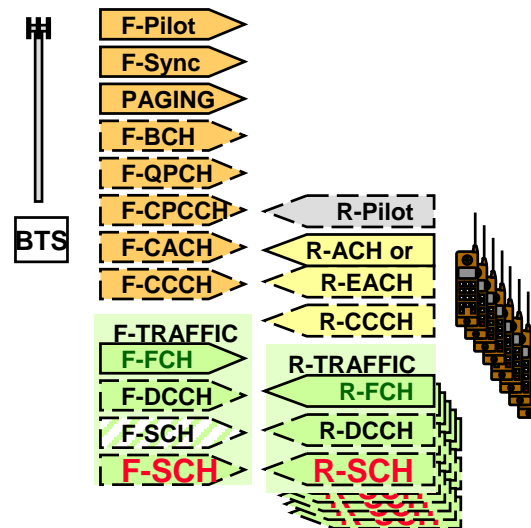 F-Pilot
F-Sync
PAGING
F-BCH
F-QPCH
F-CPCCH
F-CACH
F-CCCH
BTS
R-Pilot
R-ACH or
R-EACH
R-CCCH
F-TRAFFIC
F-FCH
F-DCCH
F-SCH
F-SCH
R-TRAFFIC
R-FCH
R-DCCH
R-SCH